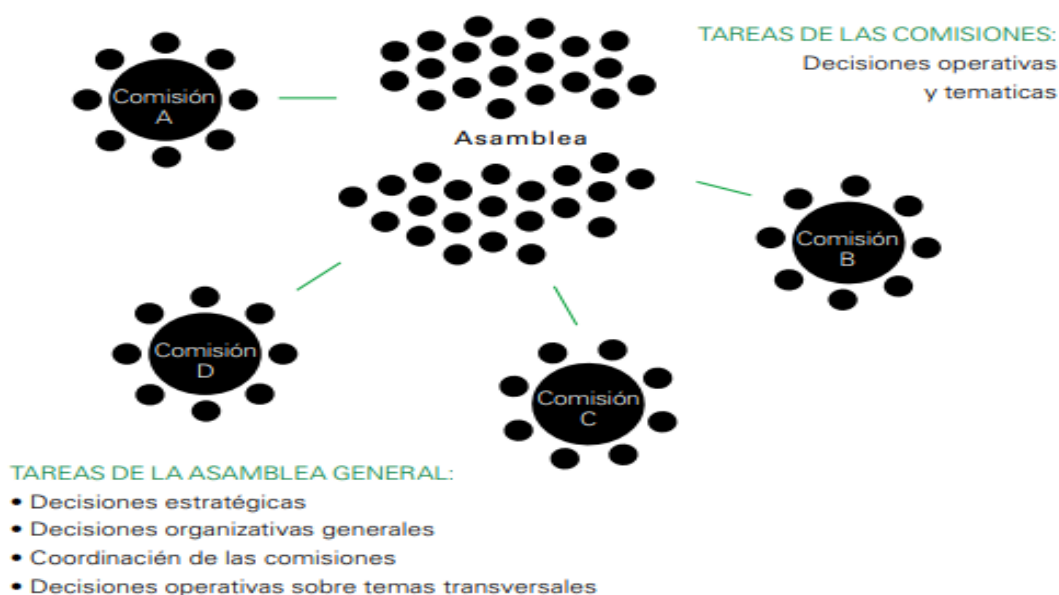 Comisión
A
TAREAS DE LAS COMISIONES:
Decisiones operativas
y tematicas
Asamblea
Comisión
B
Comisión
D
Comisión
C
TAREAS DE LA ASAMBLEA GENERAL:
• Decisiones estratégicas
• Decisiones organizativas generales
• Coordinacién de las comisiones
• Decisiones operativas sobre temas transversales